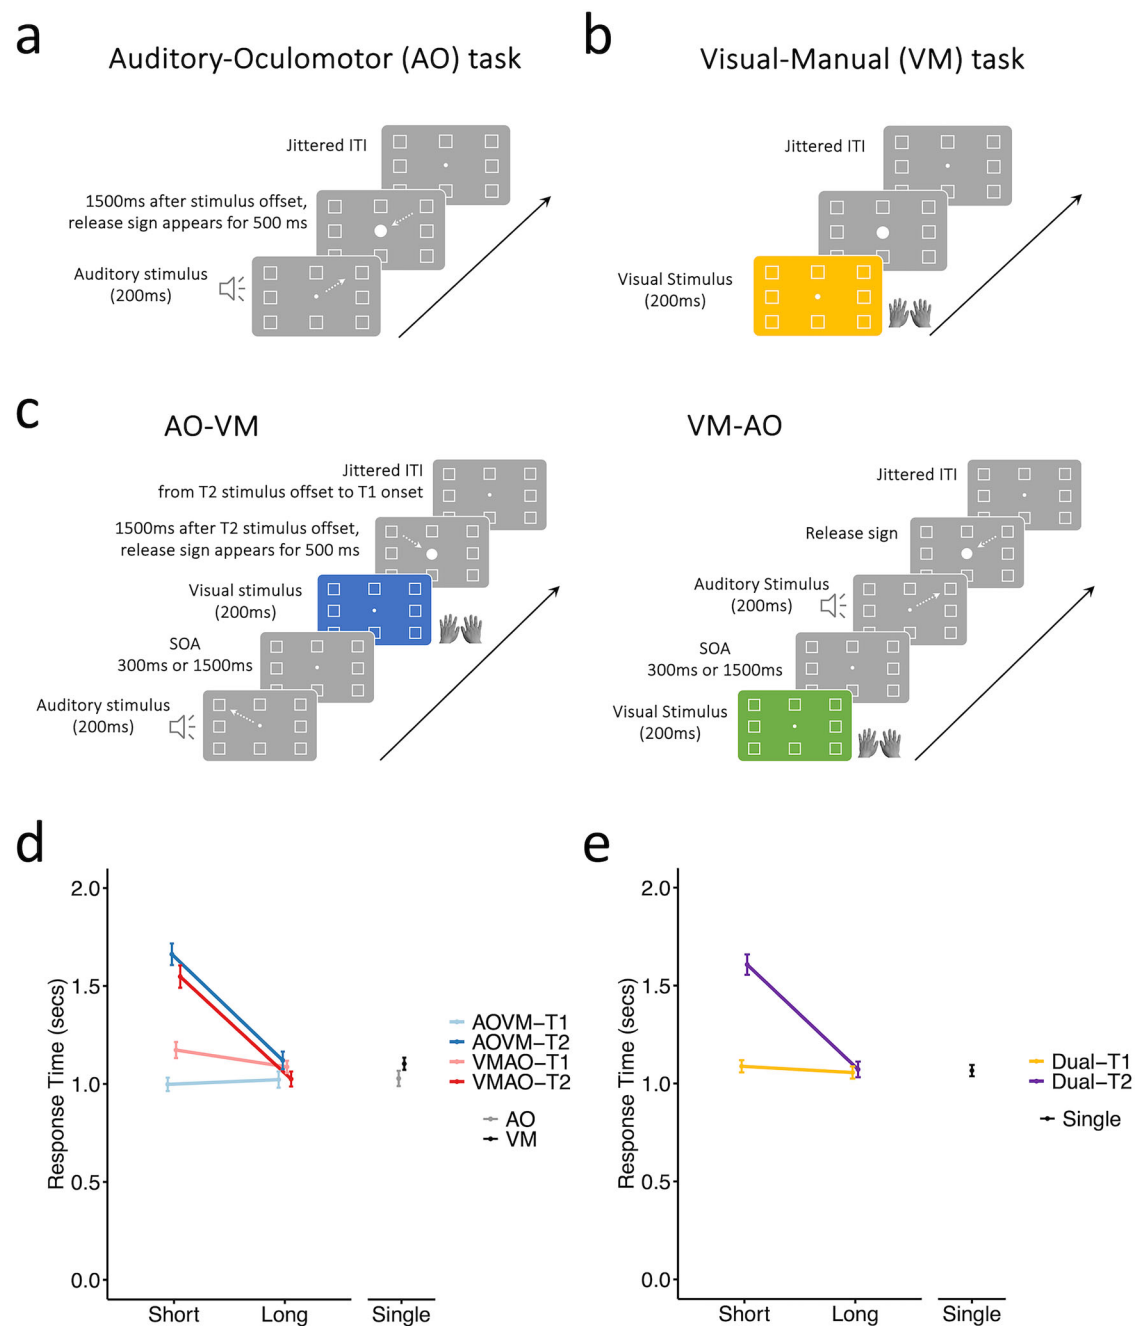 a
Auditory-Oculomotor (AO) task
Jittered ITI
1500ms after stimulus offset,
release sign appears for 500 ms
Auditory stimulus
(200ms)
b
Visual-Manual (VM) task
Jittered ITI
Visual Stimulus
(200ms)
c
AO-VM
Jittered ITI
from T2 stimulus offset to T1 onset
1500ms after T2 stimulus offset,
release sign appears for 500 ms
Visual stimulus
(200ms)
SOA
300ms or 1500ms
Auditory stimulus
(200ms)
VM-AO
Jittered ITI
Release sign
Auditory Stimulus
(200ms)
SOA
300ms or 1500ms
Visual Stimulus
(200ms)
d
Response Time (secs)
2.0
1.5
1.0
0.5
0.0
Short Long Single
AOVM−T1
AOVM−T2
VMAO−T1
VMAO−T2
AO
VM
e
Response Time (secs)
2.0
1.5
1.0
0.5
0.0
Short Long Single
Dual−T1
Dual−T2
Single